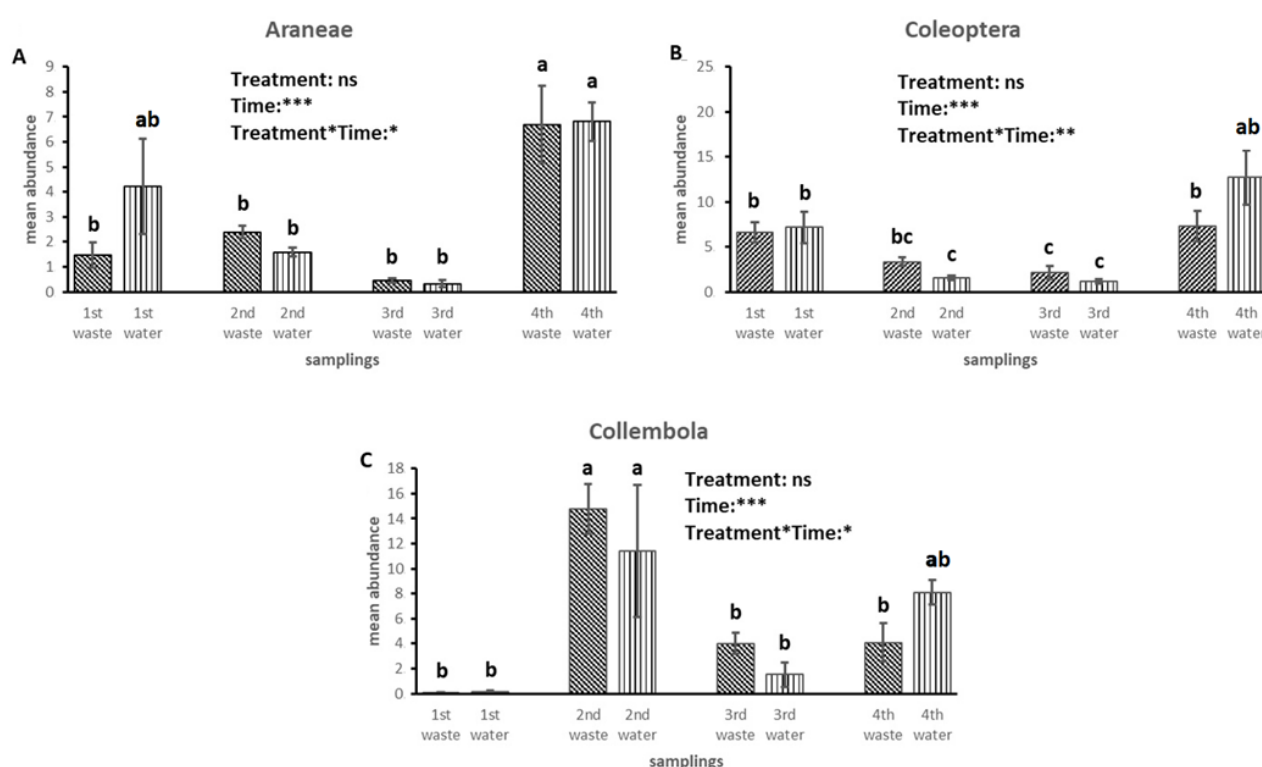 Araneae
A
9
8
7
6
5
4
3
2
1
0
mean abundance
Treatment: ns
Time:***
Treatment*Time:*
b
ab
b
b
b
b
a
a
1st 1st 2nd 2nd 3rd 3rd 4th 4th
waste water waste water waste water waste water
samplings
Coleoptera
B
25
20
15
10
5
0
mean abundance
Treatment: ns
Time:***
Treatment*Time:**
b
b
bc
c
c
c
b
ab
1st 1st 2nd 2nd 3rd 3rd 4th 4th
waste water waste water waste water waste water
samplings
Collembola
C
18
16
14
12
10
8
6
4
2
0
mean abundance
Treatment: ns
Time:***
Treatment*Time:*
b
b
a
a
b
b
b
ab
1st 1st 2nd 2nd 3rd 3rd 4th 4th
waste water waste water waste water waste water
samplings